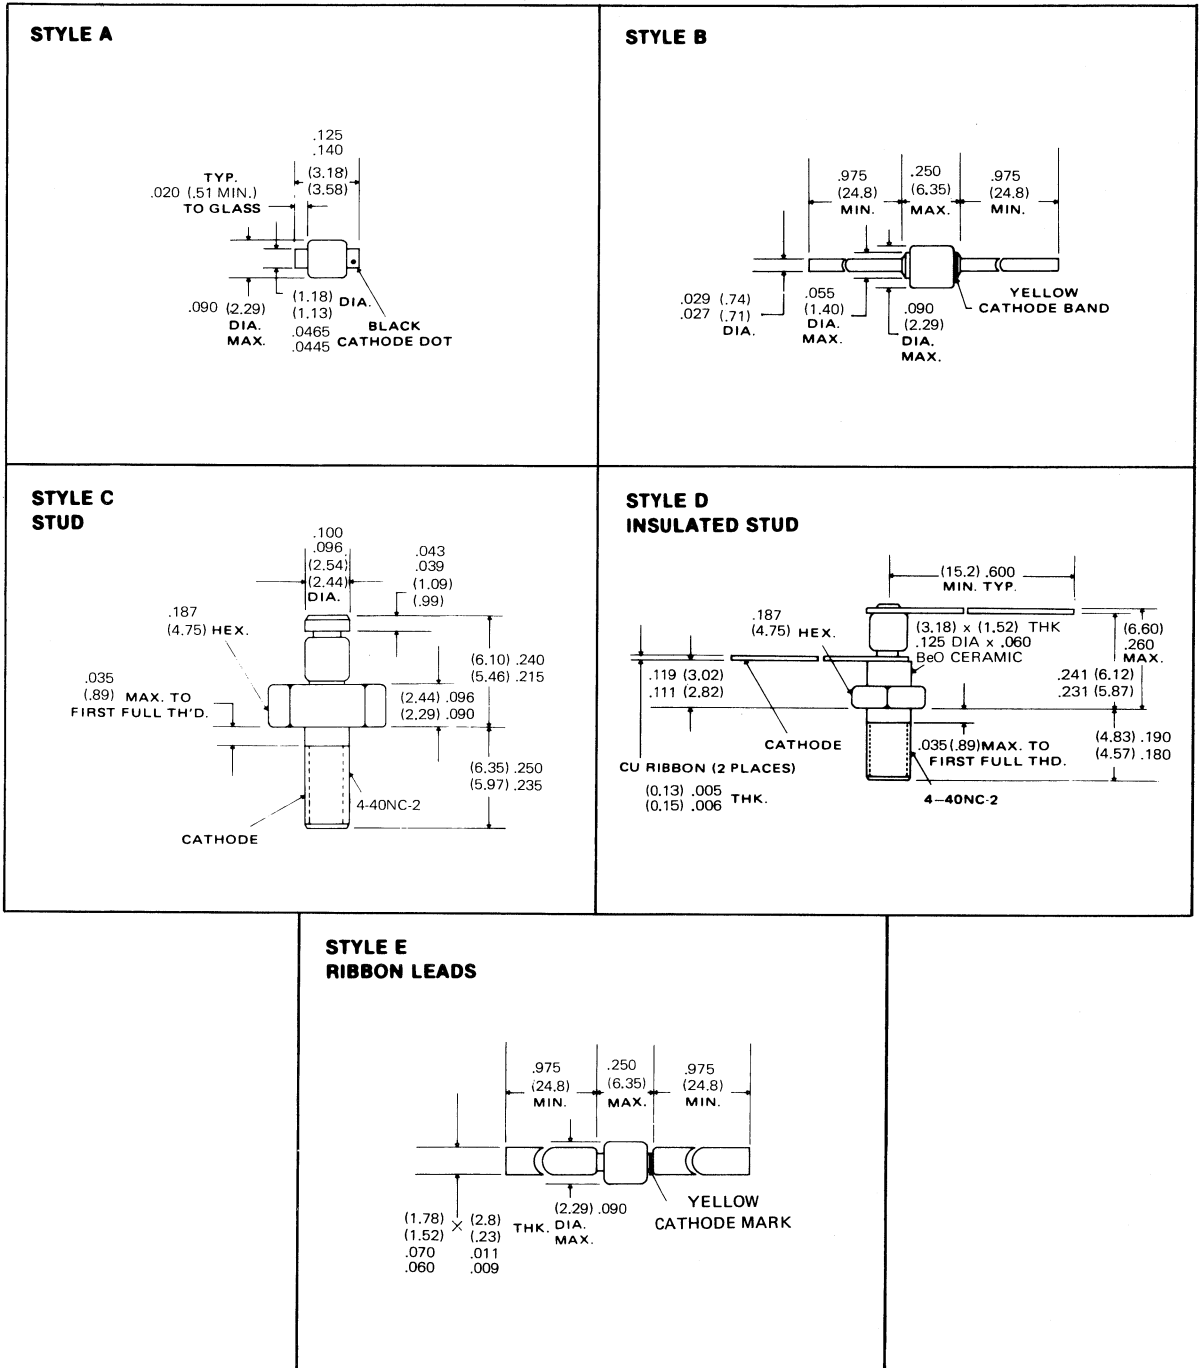 STYLE A
.125
.140
(3.18)
(3.58)
TYP.
.020 (.51 MIN.)
TO GLASS
.090 (2.29)
DIA.
MAX.
(1.18) DIA.
(1.13)
.0465
.0445
BLACK
CATHODE DOT
STYLE B
.975
(24.8)
MIN.
.250
(6.35)
MAX.
.975
(24.8)
MIN.
.029 (.74)
.027 (.71)
DIA.
.055
(1.40)
DIA.
MAX.
.090
(2.29)
DIA.
MAX.
YELLOW
CATHODE BAND
STYLE C
STUD
.100
.096
(2.54)
(2.44)
DIA.
.043
.039
(1.09)
(.99)
.187
(4.75) HEX.
.035
(.89) MAX. TO
FIRST FULL TH'D.
(6.10) .240
(5.46) .215
(2.44) .096
(2.29) .090
(6.35) .250
(5.97) .235
4-40NC-2
CATHODE
STYLE D
INSULATED STUD
(15.2) .600
MIN. TYP.
.187
(4.75) HEX.
(3.18) x (1.52) THK
.125 DIA x .060
BeO CERAMIC
(6.60)
.260
MAX.
.119 (3.02)
.111 (2.82)
.241 (6.12)
.231 (5.87)
CATHODE
.035(.89)MAX. TO
FIRST FULL THD.
(4.83) .190
(4.57) .180
CU RIBBON (2 PLACES)
(0.13) .005
(0.15) .006 THK.
4-40NC-2
STYLE E
RIBBON LEADS
.975
(24.8)
MIN.
.250
(6.35)
MAX.
.975
(24.8)
MIN.
(1.78) × (2.8) THK.
(1.52) (.23)
.070 .011
.060 .009
(2.29) .090
DIA.
MAX.
YELLOW
CATHODE MARK